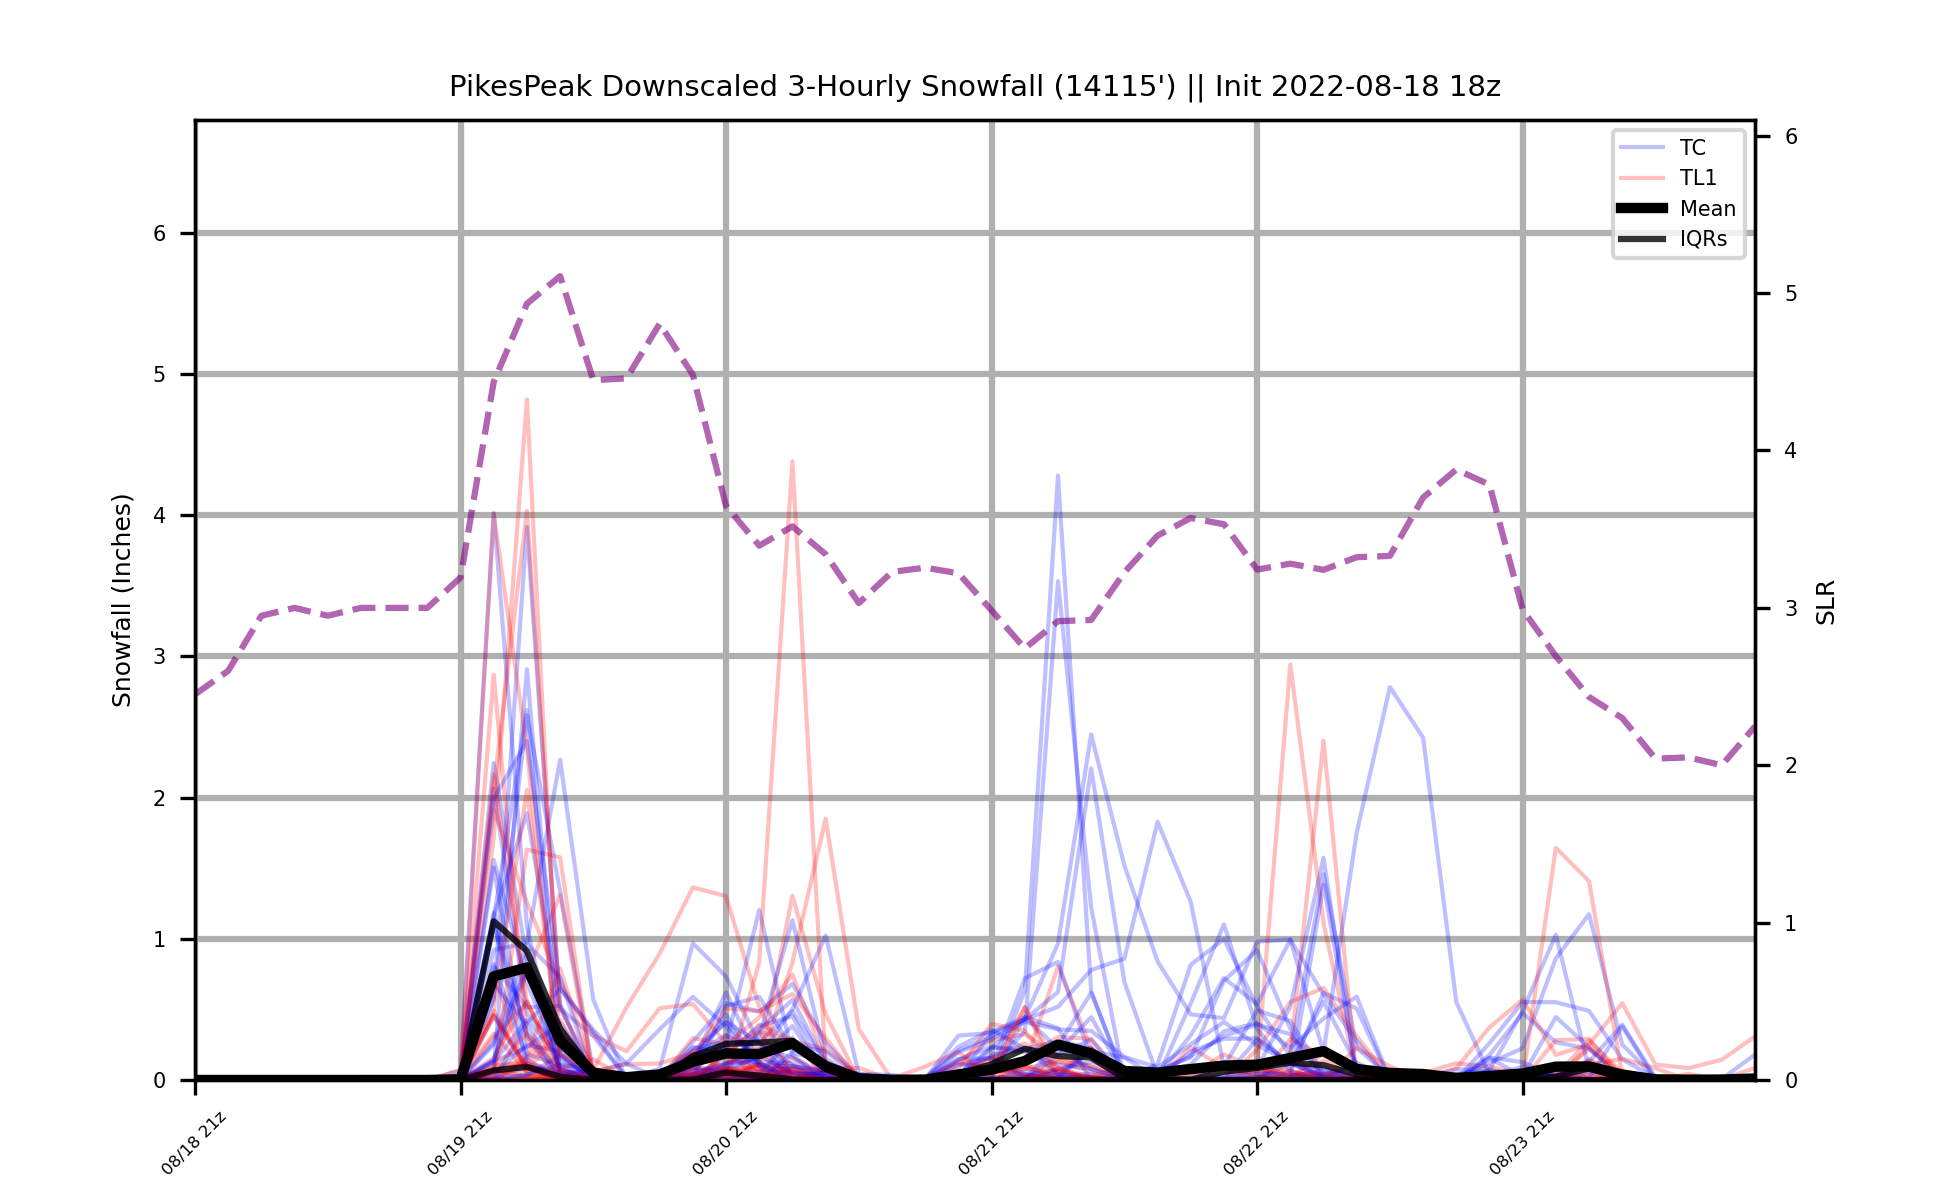 PikesPeak Downscaled 3-Hourly Snowfall (14115') || Init 2022-08-18 18z
TC
TL1
Mean
IQRs
Snowfall (Inches)
6
5
4
3
2
1
0
6
5
4
3
2
1
0
SLR
08/18 21z
08/19 21z
08/20 21z
08/21 21z
08/22 21z
08/23 21z